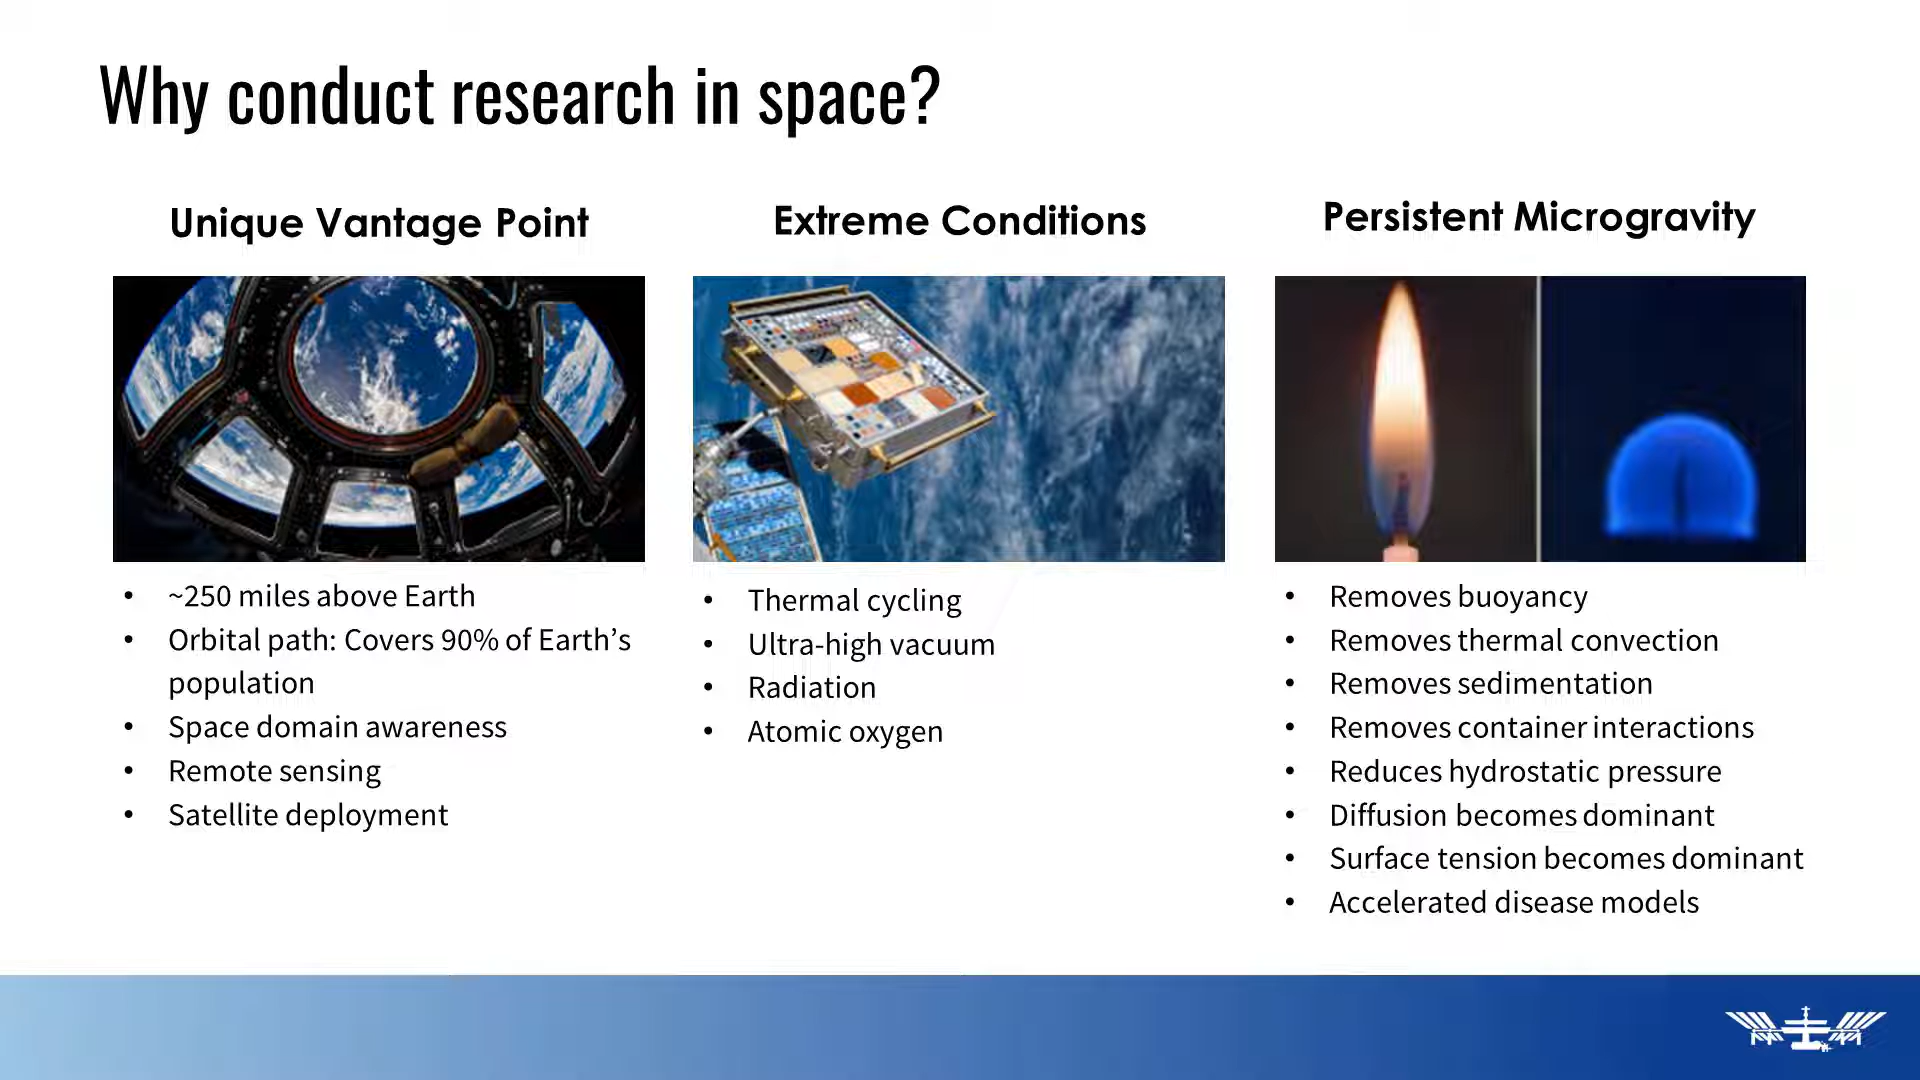 Why conduct research in space?
Unique Vantage Point
• ~250 miles above Earth
• Orbital path: Covers 90% of Earth’s
population
• Space domain awareness
• Remote sensing
• Satellite deployment
Extreme Conditions
• Thermal cycling
• Ultra-high vacuum
• Radiation
• Atomic oxygen
Persistent Microgravity
• Removes buoyancy
• Removes thermal convection
• Removes sedimentation
• Removes container interactions
• Reduces hydrostatic pressure
• Diffusion becomes dominant
• Surface tension becomes dominant
• Accelerated disease models